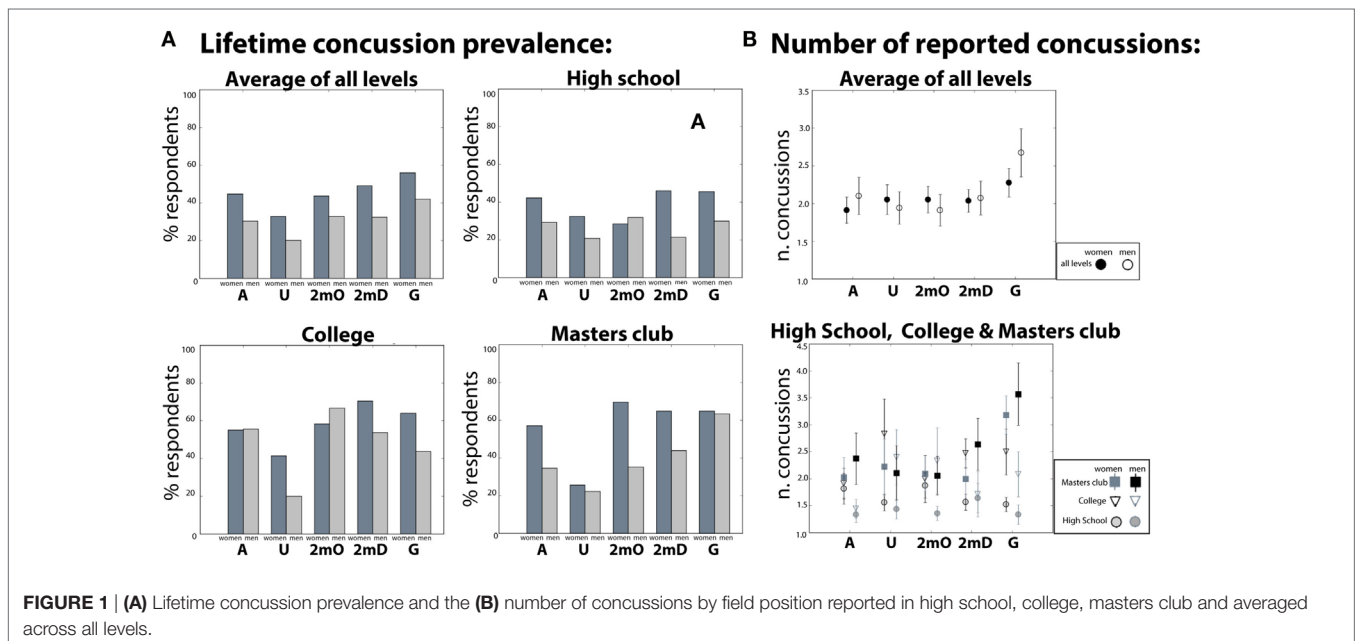 A Lifetime concussion prevalence:
Average of all levels
100
80
60
40
20
0
% respondents
women men women men women men women men women men
A U 2mO 2mD G
High school
A
100
80
60
40
20
0
% respondents
women men women men women men women men women men
A U 2mO 2mD G
College
100
80
60
40
20
0
% respondents
women men women men women men women men women men
A U 2mO 2mD G
Masters club
100
80
60
40
20
0
% respondents
women men women men women men women men women men
A U 2mO 2mD G
B Number of reported concussions:
Average of all levels
3.5
3.0
2.5
2.0
1.5
1.0
n. concussions
A U 2mO 2mD G
women men
all levels
High School, College & Masters club
4.5
4.0
3.5
3.0
2.5
2.0
1.5
1.0
n. concussions
A U 2mO 2mD G
women men
Masters club
College
High School
FIGURE 1 | (A) Lifetime concussion prevalence and the (B) number of concussions by field position reported in high school, college, masters club and averaged
across all levels.